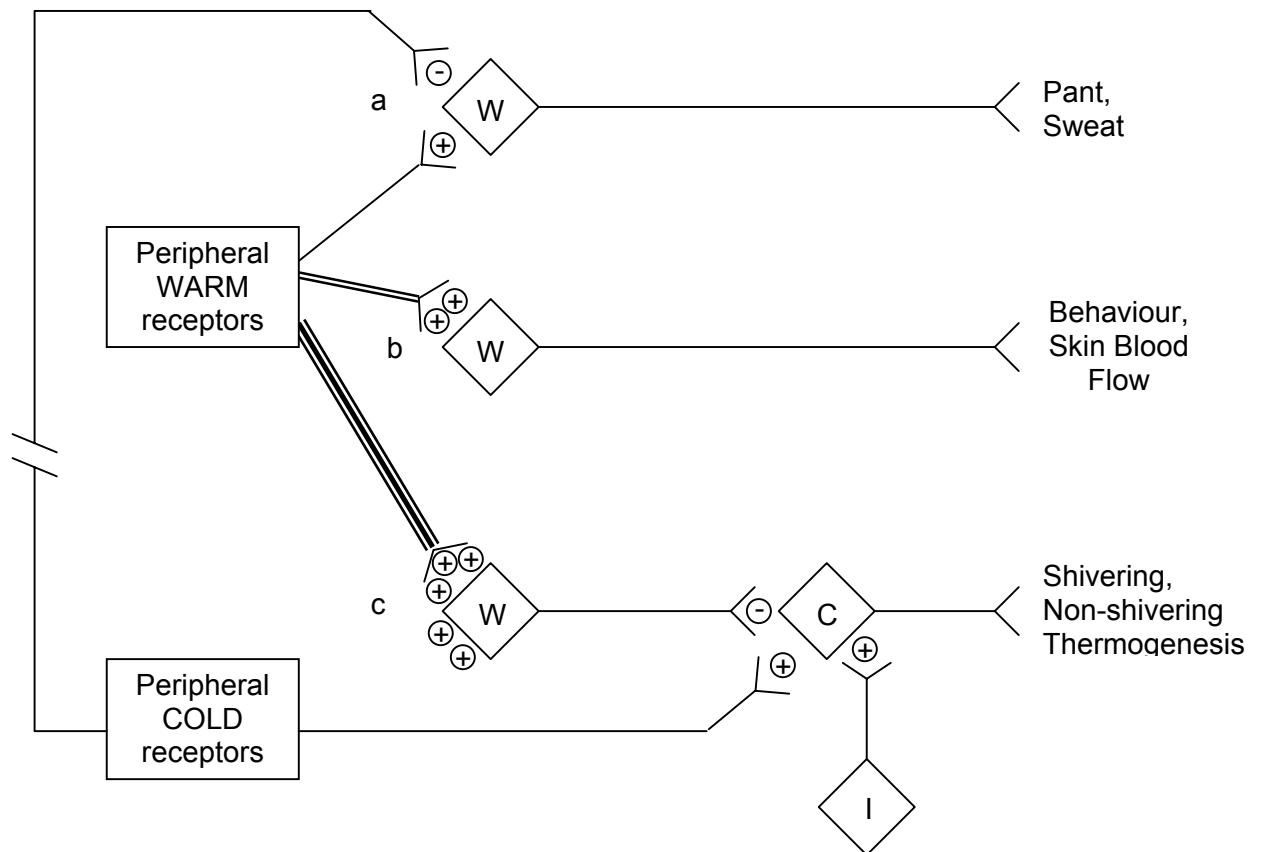 -
a
W
+
Pant,
Sweat
Peripheral
WARM
receptors
+
+
b
W
Behaviour,
Skin Blood
Flow
+ +
+
c
W
+
+
-
C
+
+
Shivering,
Non-shivering
Thermogenesis
Peripheral
COLD
receptors
I